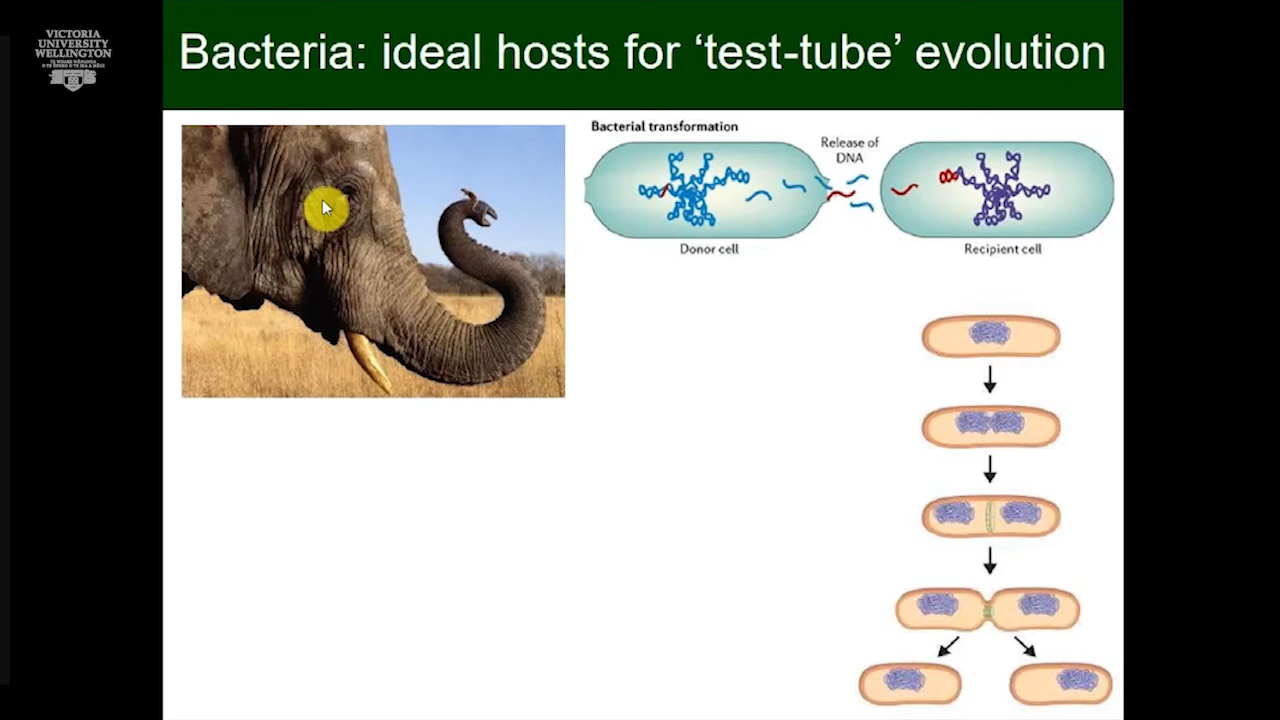 VICTORIA
UNIVERSITY
WELLINGTON
Bacteria: ideal hosts for ‘test-tube’ evolution
Bacterial transformation
Release of
DNA
Donor cell
Recipient cell